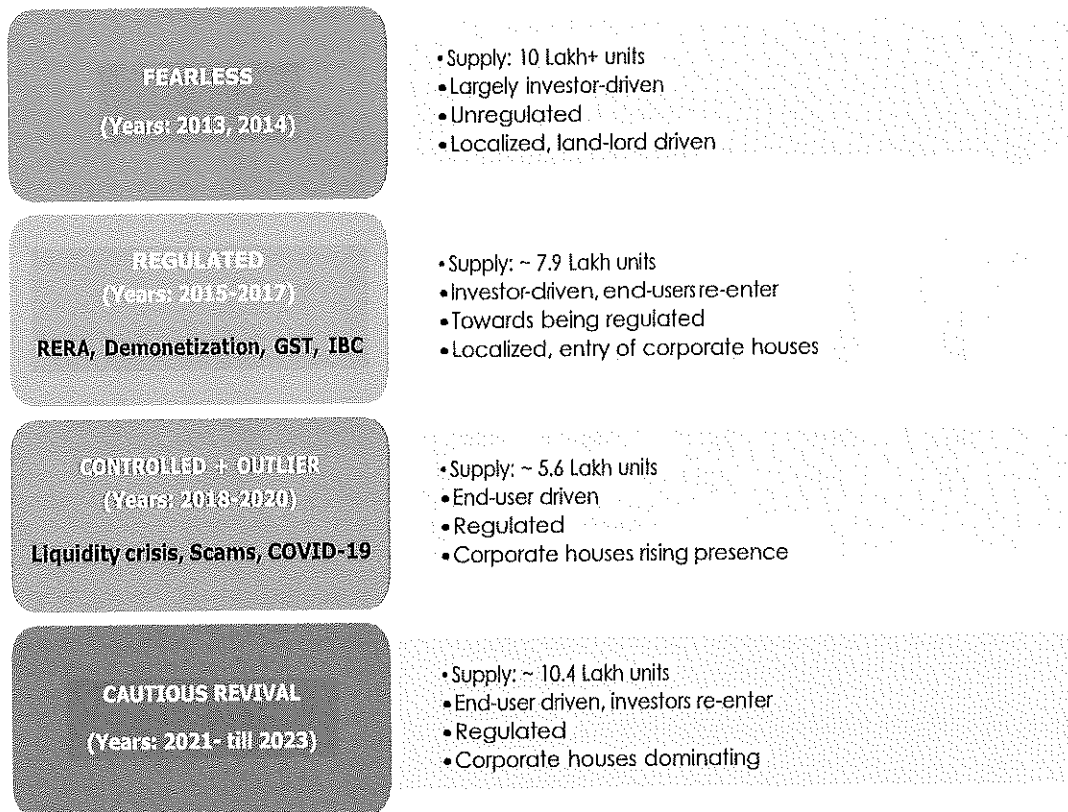 FEARLESS
(Years: 2013, 2014)
• Supply: 10 Lakh+ units
• Largely investor-driven
• Unregulated
• Localized, land-lord driven
REGULATED
(Years: 2015-2017)
RERA, Demonetization, GST, IBC
• Supply: ~ 7.9 Lakh units
• Investor-driven, end-users re-enter
• Towards being regulated
• Localized, entry of corporate houses
CONTROLLED + OUTLIER
(Years: 2018-2020)
Liquidity crisis, Scams, COVID-19
• Supply: ~ 5.6 Lakh units
• End-user driven
• Regulated
• Corporate houses rising presence
CAUTIOUS REVIVAL
(Years: 2021- till 2023)
• Supply: ~ 10.4 Lakh units
• End-user driven, investors re-enter
• Regulated
• Corporate houses dominating